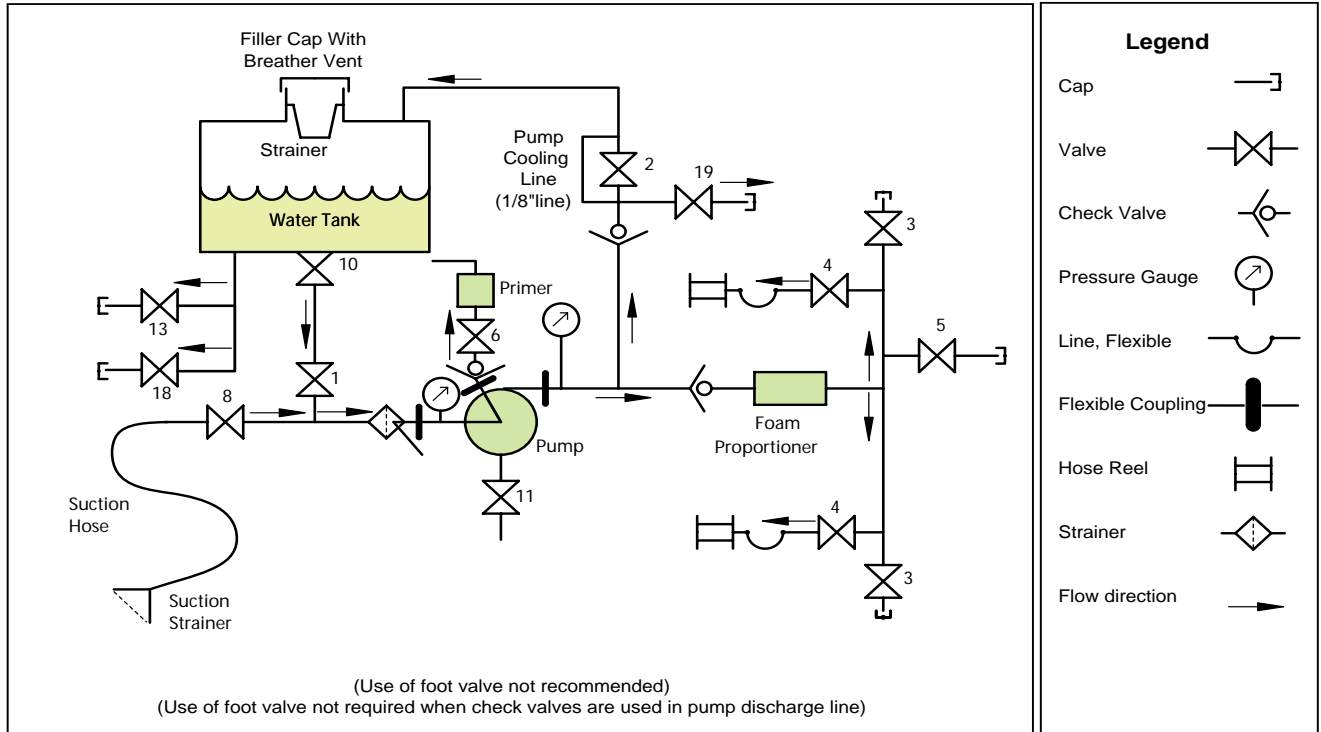 Filler Cap With
Breather Vent
Strainer
Water Tank
Pump
Cooling
Line
(1/8"line)
2
19
3
10
Primer
4
13
6
5
18
1
8
Foam
Proportioner
Pump
Suction
Hose
11
4
3
Suction
Strainer
(Use of foot valve not recommended)
(Use of foot valve not required when check valves are used in pump discharge line)
Legend
Cap
Valve
Check Valve
Pressure Gauge
Line, Flexible
Flexible Coupling
Hose Reel
Strainer
Flow direction